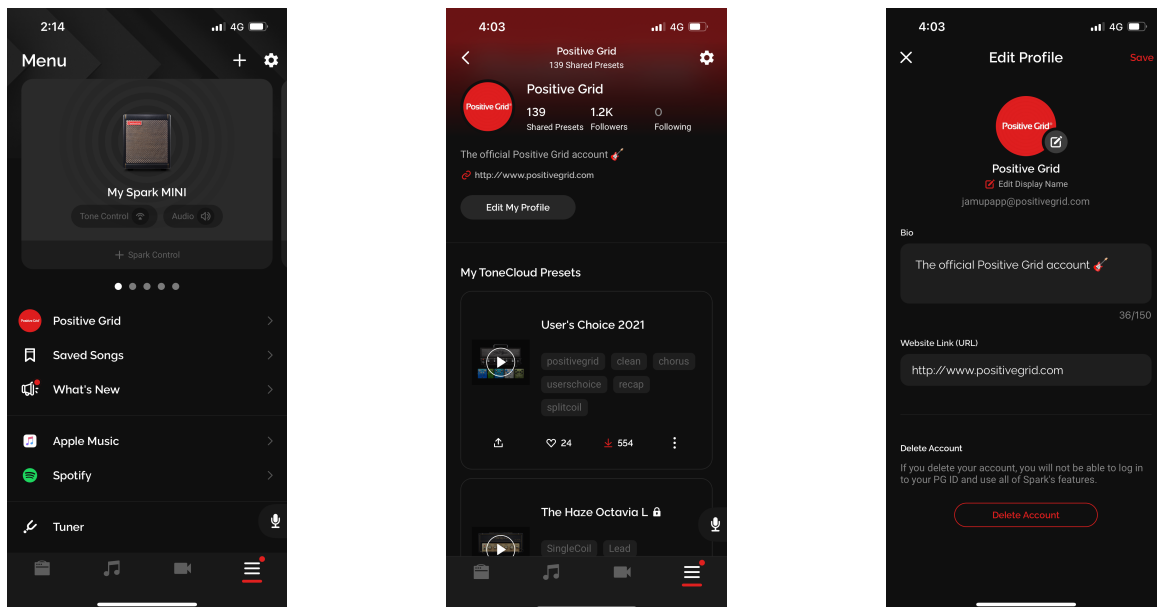 2:14
4G
Menu
My Spark MINI
Tone Control
Audio
+ Spark Control
Positive Grid
Positive Grid
Saved Songs
What's New
Apple Music
Spotify
Tuner
4:03
4G
Positive Grid
139 Shared Presets
Positive Grid
Positive Grid
139
1.2K
0
Shared Presets
Followers
Following
The official Positive Grid account 🎸
http://www.positivegrid.com
Edit My Profile
My ToneCloud Presets
User's Choice 2021
positivegrid
clean
chorus
userschoice
recap
splitcoil
24
554
The Haze Octavia L
SingleCoil
Lead
4:03
4G
Edit Profile
Save
Positive Grid
Positive Grid
Edit Display Name
jamupapp@positivegrid.com
Bio
The official Positive Grid account 🎸
36/150
Website Link (URL)
http://www.positivegrid.com
Delete Account
If you delete your account, you will not be able to log in
to your PG ID and use all of Spark's features.
Delete Account